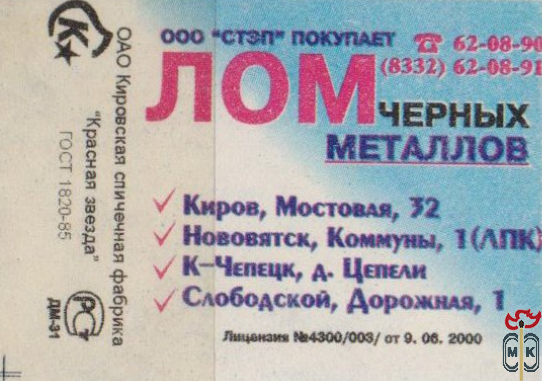 ОАО Кировская спичечная фабрика
"Красная звезда"
ГОСТ 1820-85
К
РСТ
ДМ-31
ООО "СТЭП" ПОКУПАЕТ
☎ 62-08-90
(8332) 62-08-91
ЛОМ
ЧЕРНЫХ
МЕТАЛЛОВ
Киров, Мостовая, 32
Нововятск, Коммуны, 1(ЛПК)
К-Чепецк, д. Цепели
Слободской, Дорожная, 1
Лицензия №4300/003/ от 9. 06. 2000
МК